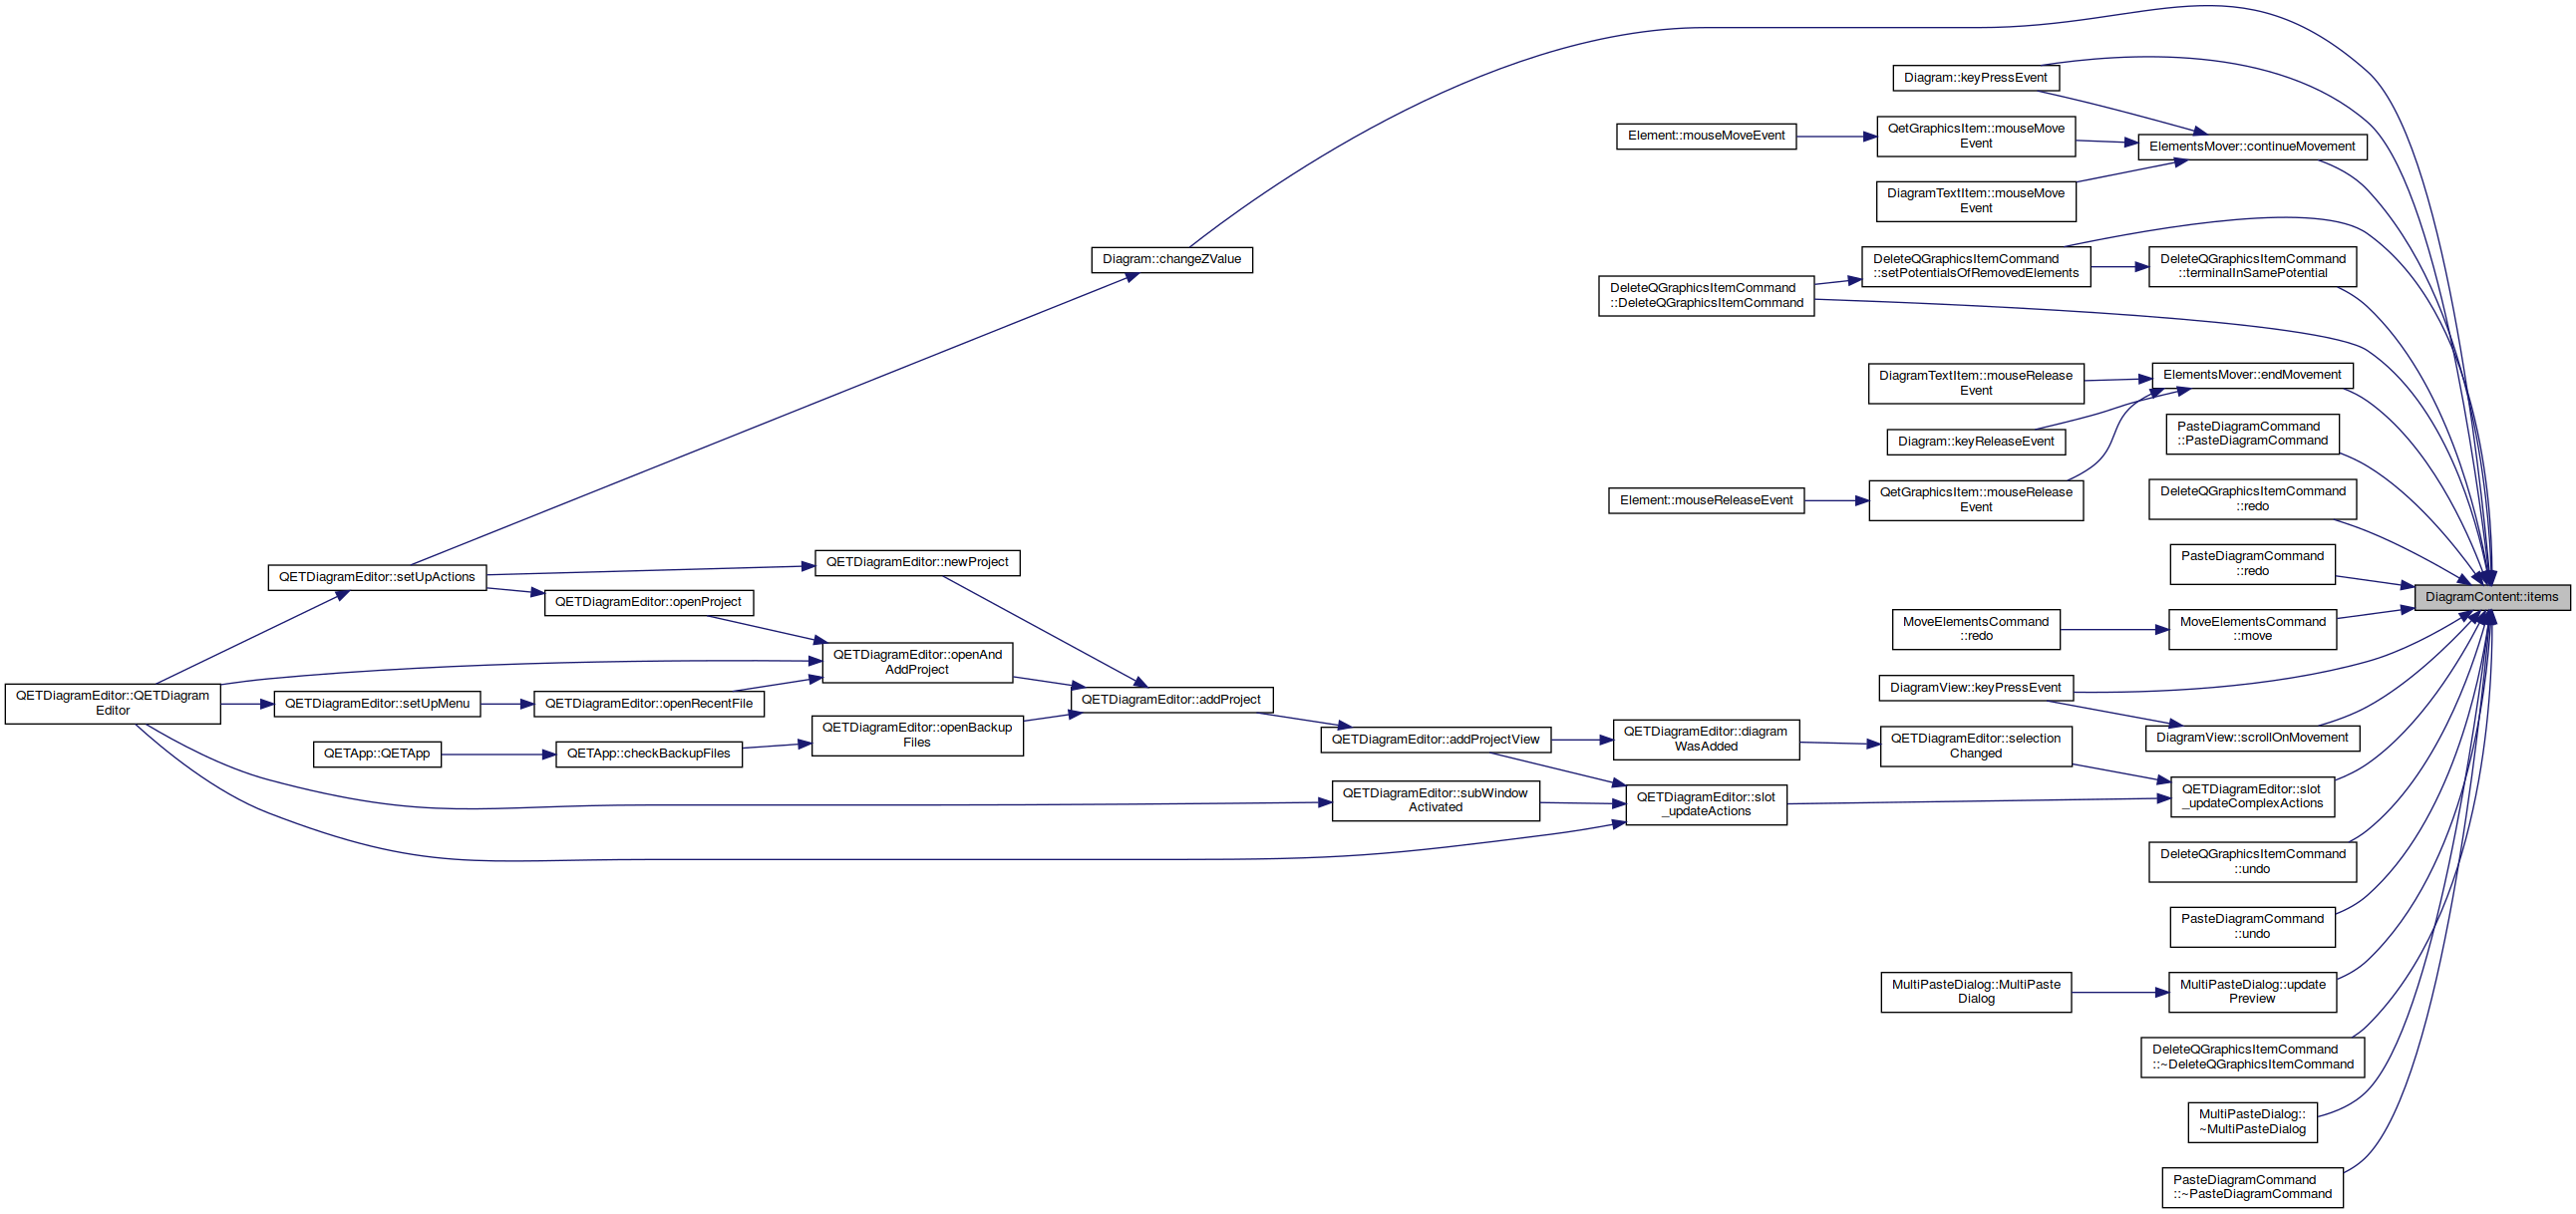 Diagram::keyPressEvent
Element::mouseMoveEvent
QetGraphicsItem::mouseMove
Event
ElementsMover::continueMovement
DiagramTextItem::mouseMove
Event
Diagram::changeZValue
DeleteQGraphicsItemCommand
::setPotentialsOfRemovedElements
DeleteQGraphicsItemCommand
::terminalInSamePotential
DeleteQGraphicsItemCommand
::DeleteQGraphicsItemCommand
DiagramTextItem::mouseRelease
Event
ElementsMover::endMovement
Diagram::keyReleaseEvent
PasteDiagramCommand
::PasteDiagramCommand
Element::mouseReleaseEvent
QetGraphicsItem::mouseRelease
Event
DeleteQGraphicsItemCommand
::redo
PasteDiagramCommand
::redo
QETDiagramEditor::setUpActions
QETDiagramEditor::newProject
QETDiagramEditor::openProject
DiagramContent::items
MoveElementsCommand
::redo
MoveElementsCommand
::move
QETDiagramEditor::openAnd
AddProject
QETDiagramEditor::QETDiagram
Editor
QETDiagramEditor::setUpMenu
QETDiagramEditor::openRecentFile
QETDiagramEditor::addProject
DiagramView::keyPressEvent
QETApp::QETApp
QETApp::checkBackupFiles
QETDiagramEditor::openBackup
Files
QETDiagramEditor::addProjectView
QETDiagramEditor::diagram
WasAdded
QETDiagramEditor::selection
Changed
DiagramView::scrollOnMovement
QETDiagramEditor::subWindow
Activated
QETDiagramEditor::slot
_updateActions
QETDiagramEditor::slot
_updateComplexActions
DeleteQGraphicsItemCommand
::undo
PasteDiagramCommand
::undo
MultiPasteDialog::MultiPaste
Dialog
MultiPasteDialog::update
Preview
DeleteQGraphicsItemCommand
::~DeleteQGraphicsItemCommand
MultiPasteDialog::
~MultiPasteDialog
PasteDiagramCommand
::~PasteDiagramCommand